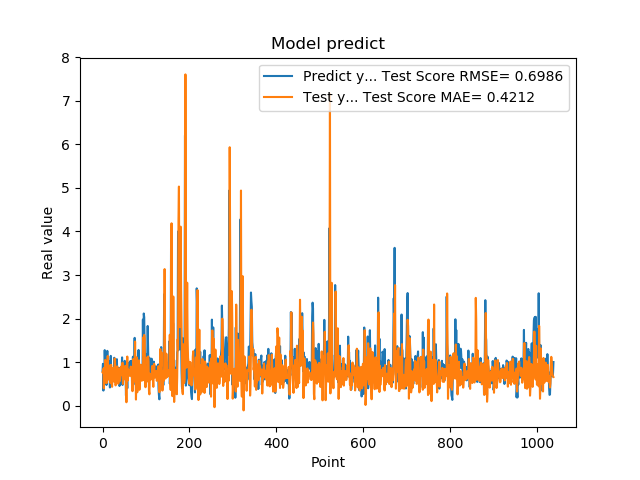 Model predict
Predict y... Test Score RMSE= 0.6986
Test y... Test Score MAE= 0.4212
Real value
8
7
6
5
4
3
2
1
0
0 200 400 600 800 1000
Point